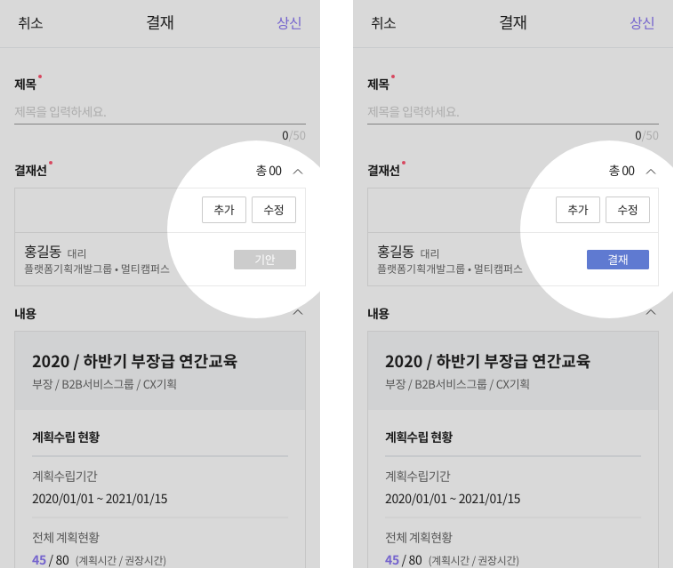 취소 결재 상신
제목*
제목을 입력하세요.
0/50
결재선* 총 00
추가 수정
홍길동 대리 기안
플랫폼기획개발그룹 • 멀티캠퍼스
내용
2020 / 하반기 부장급 연간교육
부장 / B2B서비스그룹 / CX기획
계획수립 현황
계획수립기간
2020/01/01 ~ 2021/01/15
전체 계획현황
45 / 80 (계획시간 / 권장시간)
취소 결재 상신
제목*
제목을 입력하세요.
0/50
결재선* 총 00
추가 수정
홍길동 대리 결재
플랫폼기획개발그룹 • 멀티캠퍼스
내용
2020 / 하반기 부장급 연간교육
부장 / B2B서비스그룹 / CX기획
계획수립 현황
계획수립기간
2020/01/01 ~ 2021/01/15
전체 계획현황
45 / 80 (계획시간 / 권장시간)